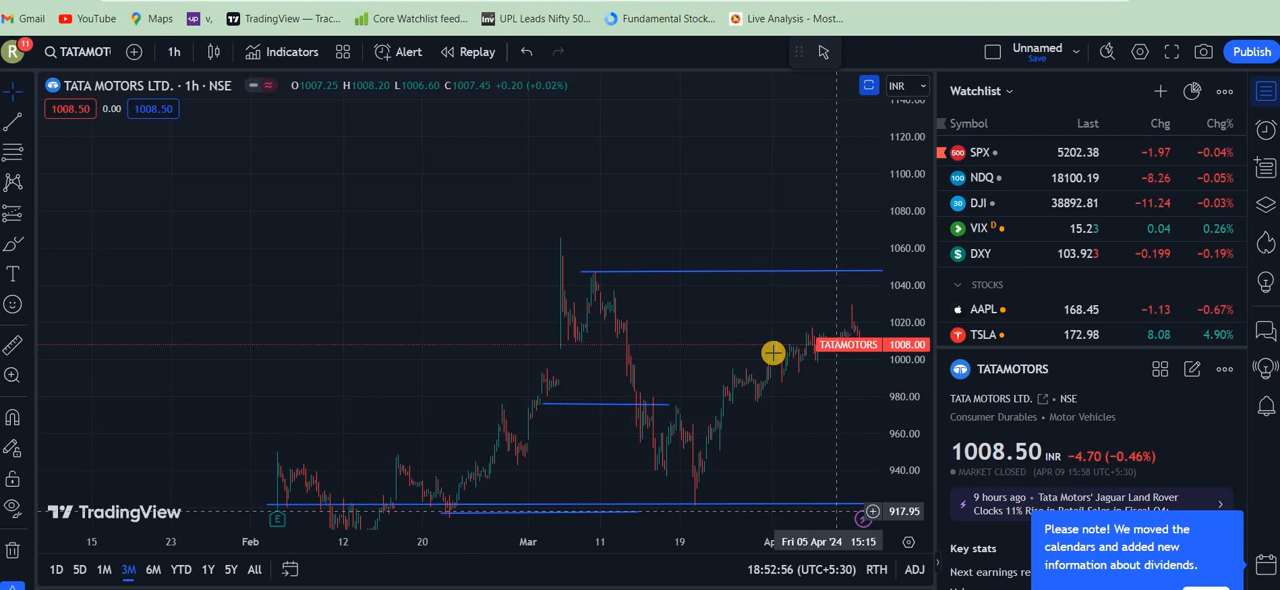 Gmail YouTube Maps v, TradingView — Trac... Core Watchlist feed... UPL Leads Nifty 50... Fundamental Stock... Live Analysis - Most...
R 11 TATAMOT 1h Indicators Alert Replay Unnamed Save Publish
TATA MOTORS LTD. · 1h · NSE O1007.25 H1008.20 L1006.60 C1007.45 +0.20 (+0.02%) INR
1008.50 0.00 1008.50
1140.00
1120.00
1100.00
1080.00
1060.00
1040.00
1020.00
TATAMOTORS 1008.00
1000.00
980.00
960.00
940.00
917.95
E
TradingView
15 23 Feb 12 20 Mar 11 19 Ap Fri 05 Apr '24 15:15
1D 5D 1M 3M 6M YTD 1Y 5Y All 18:52:56 (UTC+5:30) RTH ADJ
Watchlist
Symbol Last Chg Chg%
500 SPX 5202.38 −1.97 −0.04%
100 NDQ 18100.19 −8.26 −0.05%
30 DJI 38892.81 −11.24 −0.03%
VIX D 15.23 0.04 0.26%
$ DXY 103.923 −0.199 −0.19%
STOCKS
AAPL 168.45 −1.13 −0.67%
TSLA 172.98 8.08 4.90%
TATAMOTORS
TATA MOTORS LTD. · NSE
Consumer Durables • Motor Vehicles
1008.50 INR −4.70 (−0.46%)
MARKET CLOSED (APR 09 15:58 UTC+5:30)
9 hours ago • Tata Motors' Jaguar Land Rover
Clocks 11% Rise in Retail Sales in Fiscal Q4;
Key stats
Next earnings re
Please note! We moved the
calendars and added new
information about dividends.